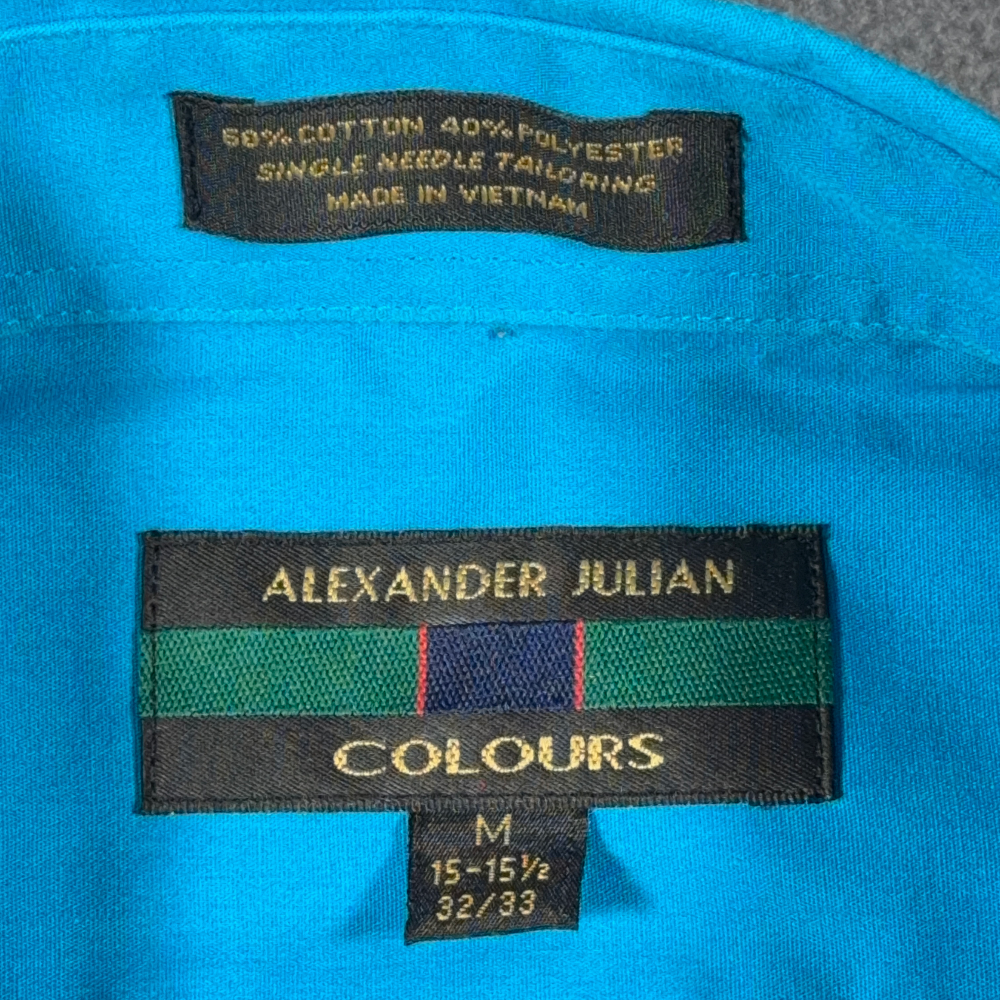 60% COTTON 40% POLYESTER
SINGLE NEEDLE TAILORING
MADE IN VIETNAM
ALEXANDER JULIAN
COLOURS
M
15-15½
32/33